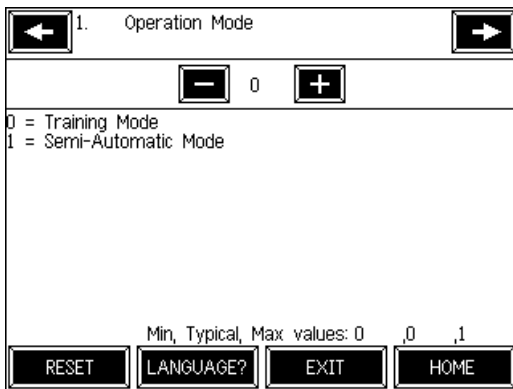 1. Operation Mode
0
0 = Training Mode
1 = Semi-Automatic Mode
Min, Typical, Max values: 0 ,0 ,1
RESET LANGUAGE? EXIT HOME